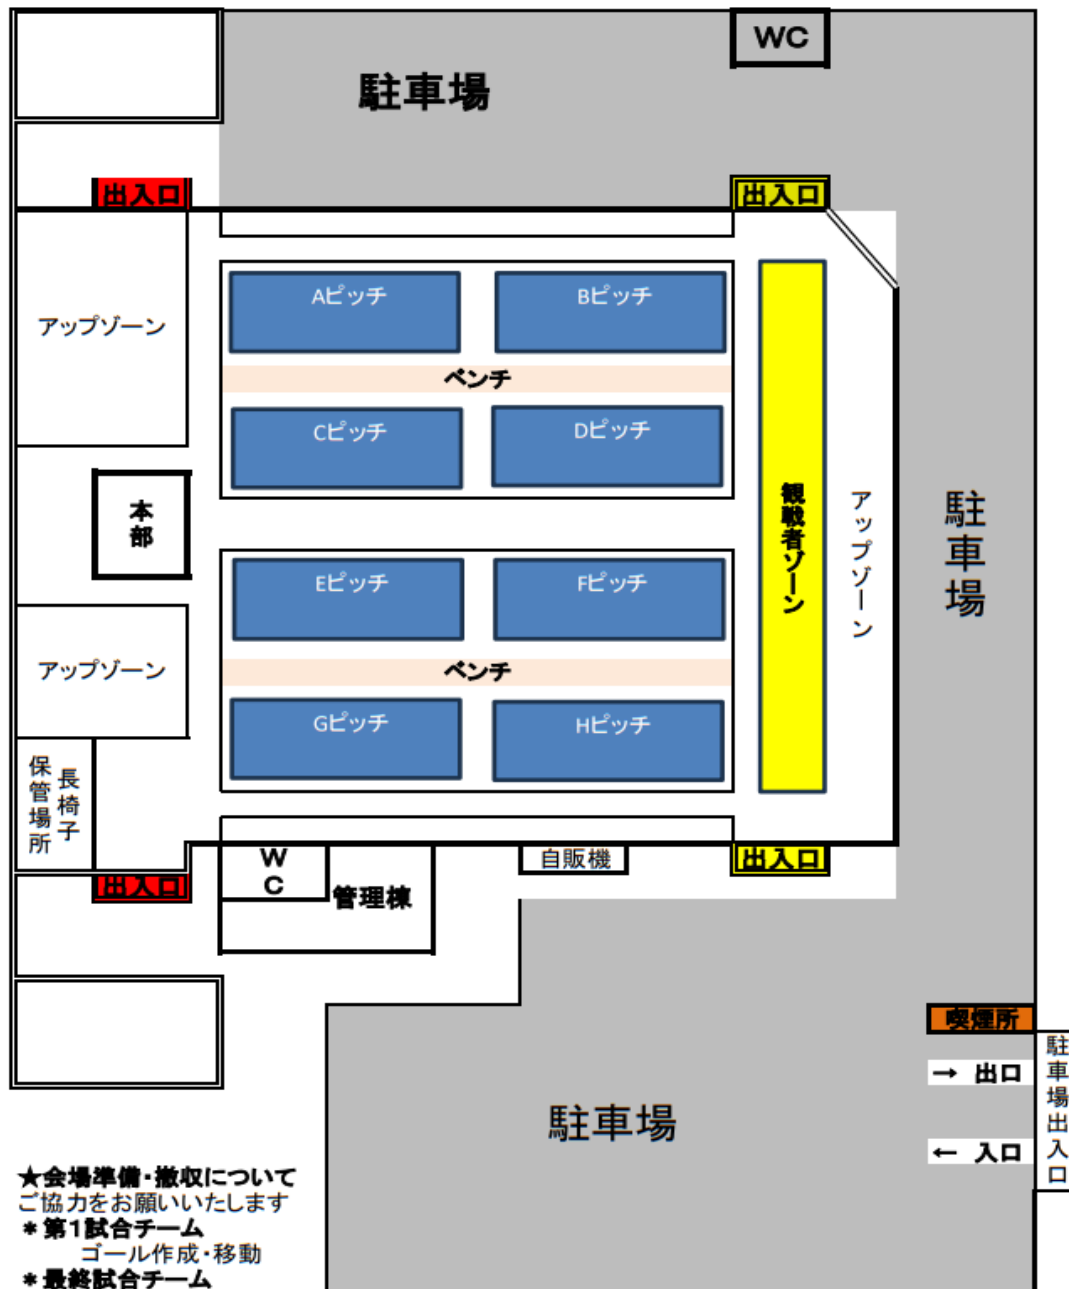 WC
駐車場
出入口
出入口
Aピッチ
Bピッチ
アップゾーン
ベンチ
Cピッチ
Dピッチ
本部
観戦者ゾーン
アップゾーン
駐車場
Eピッチ
Fピッチ
アップゾーン
ベンチ
Gピッチ
Hピッチ
長椅子
保管場所
出入口
WC
管理棟
自販機
出入口
喫煙所
→ 出口
駐車場出入口
← 入口
駐車場
★会場準備・撤収について
ご協力をお願いいたします
＊第1試合チーム
ゴール作成・移動
＊最終試合チーム